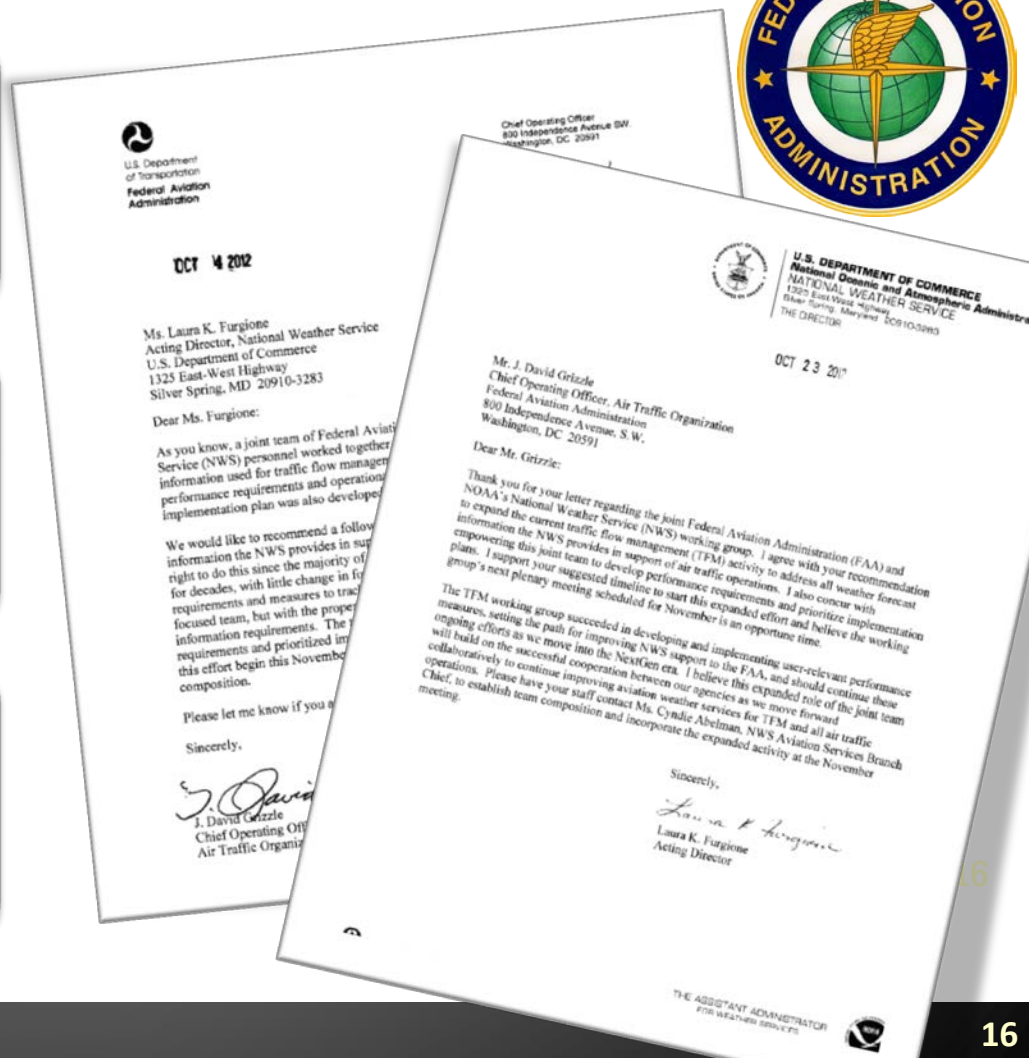 FEDERAL AVIATION
ADMINISTRATION
U.S. Department
of Transportation
Federal Aviation
Administration
Chief Operating Officer
800 Independence Avenue SW.
Washington, DC 20591
OCT 4 2012
Ms. Laura K. Furgione
Acting Director, National Weather Service
U.S. Department of Commerce
1325 East-West Highway
Silver Spring, MD 20910-3283
Dear Ms. Furgione:
As you know, a joint team of Federal Aviati
Service (NWS) personnel worked together
information used for traffic flow managem
performance requirements and operationa
implementation plan was also developed
We would like to recommend a follow
information the NWS provides in sup
right to do this since the majority of
for decades, with little change in fo
requirements and measures to trac
focused team, but with the proper
information requirements. The
requirements and prioritized im
this effort begin this Novembe
composition.
Please let me know if you a
Sincerely,
J. David
J. David Grizzle
Chief Operating Off
Air Traffic Organiz
U.S. DEPARTMENT OF COMMERCE
National Oceanic and Atmospheric Administra
NATIONAL WEATHER SERVICE
1325 East-West Highway
Silver Spring, Maryland 20910-3283
THE DIRECTOR
OCT 23 201
Mr. J. David Grizzle
Chief Operating Officer, Air Traffic Organization
Federal Aviation Administration
800 Independence Avenue, S.W.
Washington, DC 20591
Dear Mr. Grizzle:
Thank you for your letter regarding the joint Federal Aviation Administration (FAA) and
NOAA's National Weather Service (NWS) working group. I agree with your recommendation
to expand the current traffic flow management (TFM) activity to address all weather forecast
information the NWS provides in support of air traffic operations. I also concur with
empowering this joint team to develop performance requirements and prioritize implementation
plans. I support your suggested timeline to start this expanded effort and believe the working
group's next plenary meeting scheduled for November is an opportune time.
The TFM working group succeeded in developing and implementing user-relevant performance
measures, setting the path for improving NWS support to the FAA, and should continue these
ongoing efforts as we move into the NextGen era. I believe this expanded role of the joint team
will build on the successful cooperation between our agencies as we move forward
collaboratively to continue improving aviation weather services for TFM and all air traffic
operations. Please have your staff contact Ms. Cyndie Abelman, NWS Aviation Services Branch
Chief, to establish team composition and incorporate the expanded activity at the November
meeting.
Sincerely,
Laura K Furgione
Laura K. Furgione
Acting Director
THE ASSISTANT ADMINISTRATOR
FOR WEATHER SERVICES
16
16